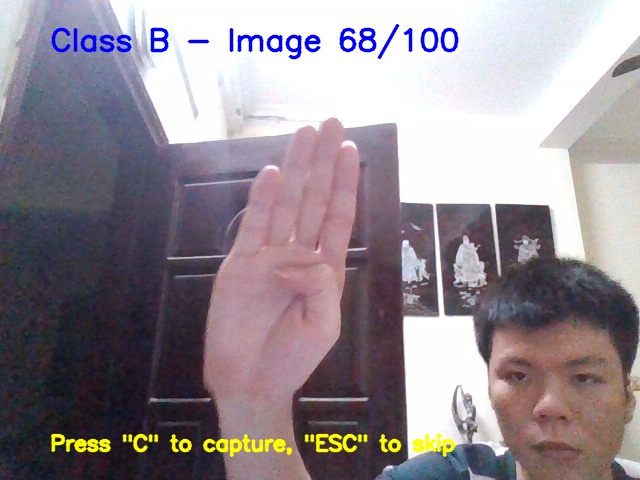 Class B - Image 68/100
Press "C" to capture, "ESC" to skip